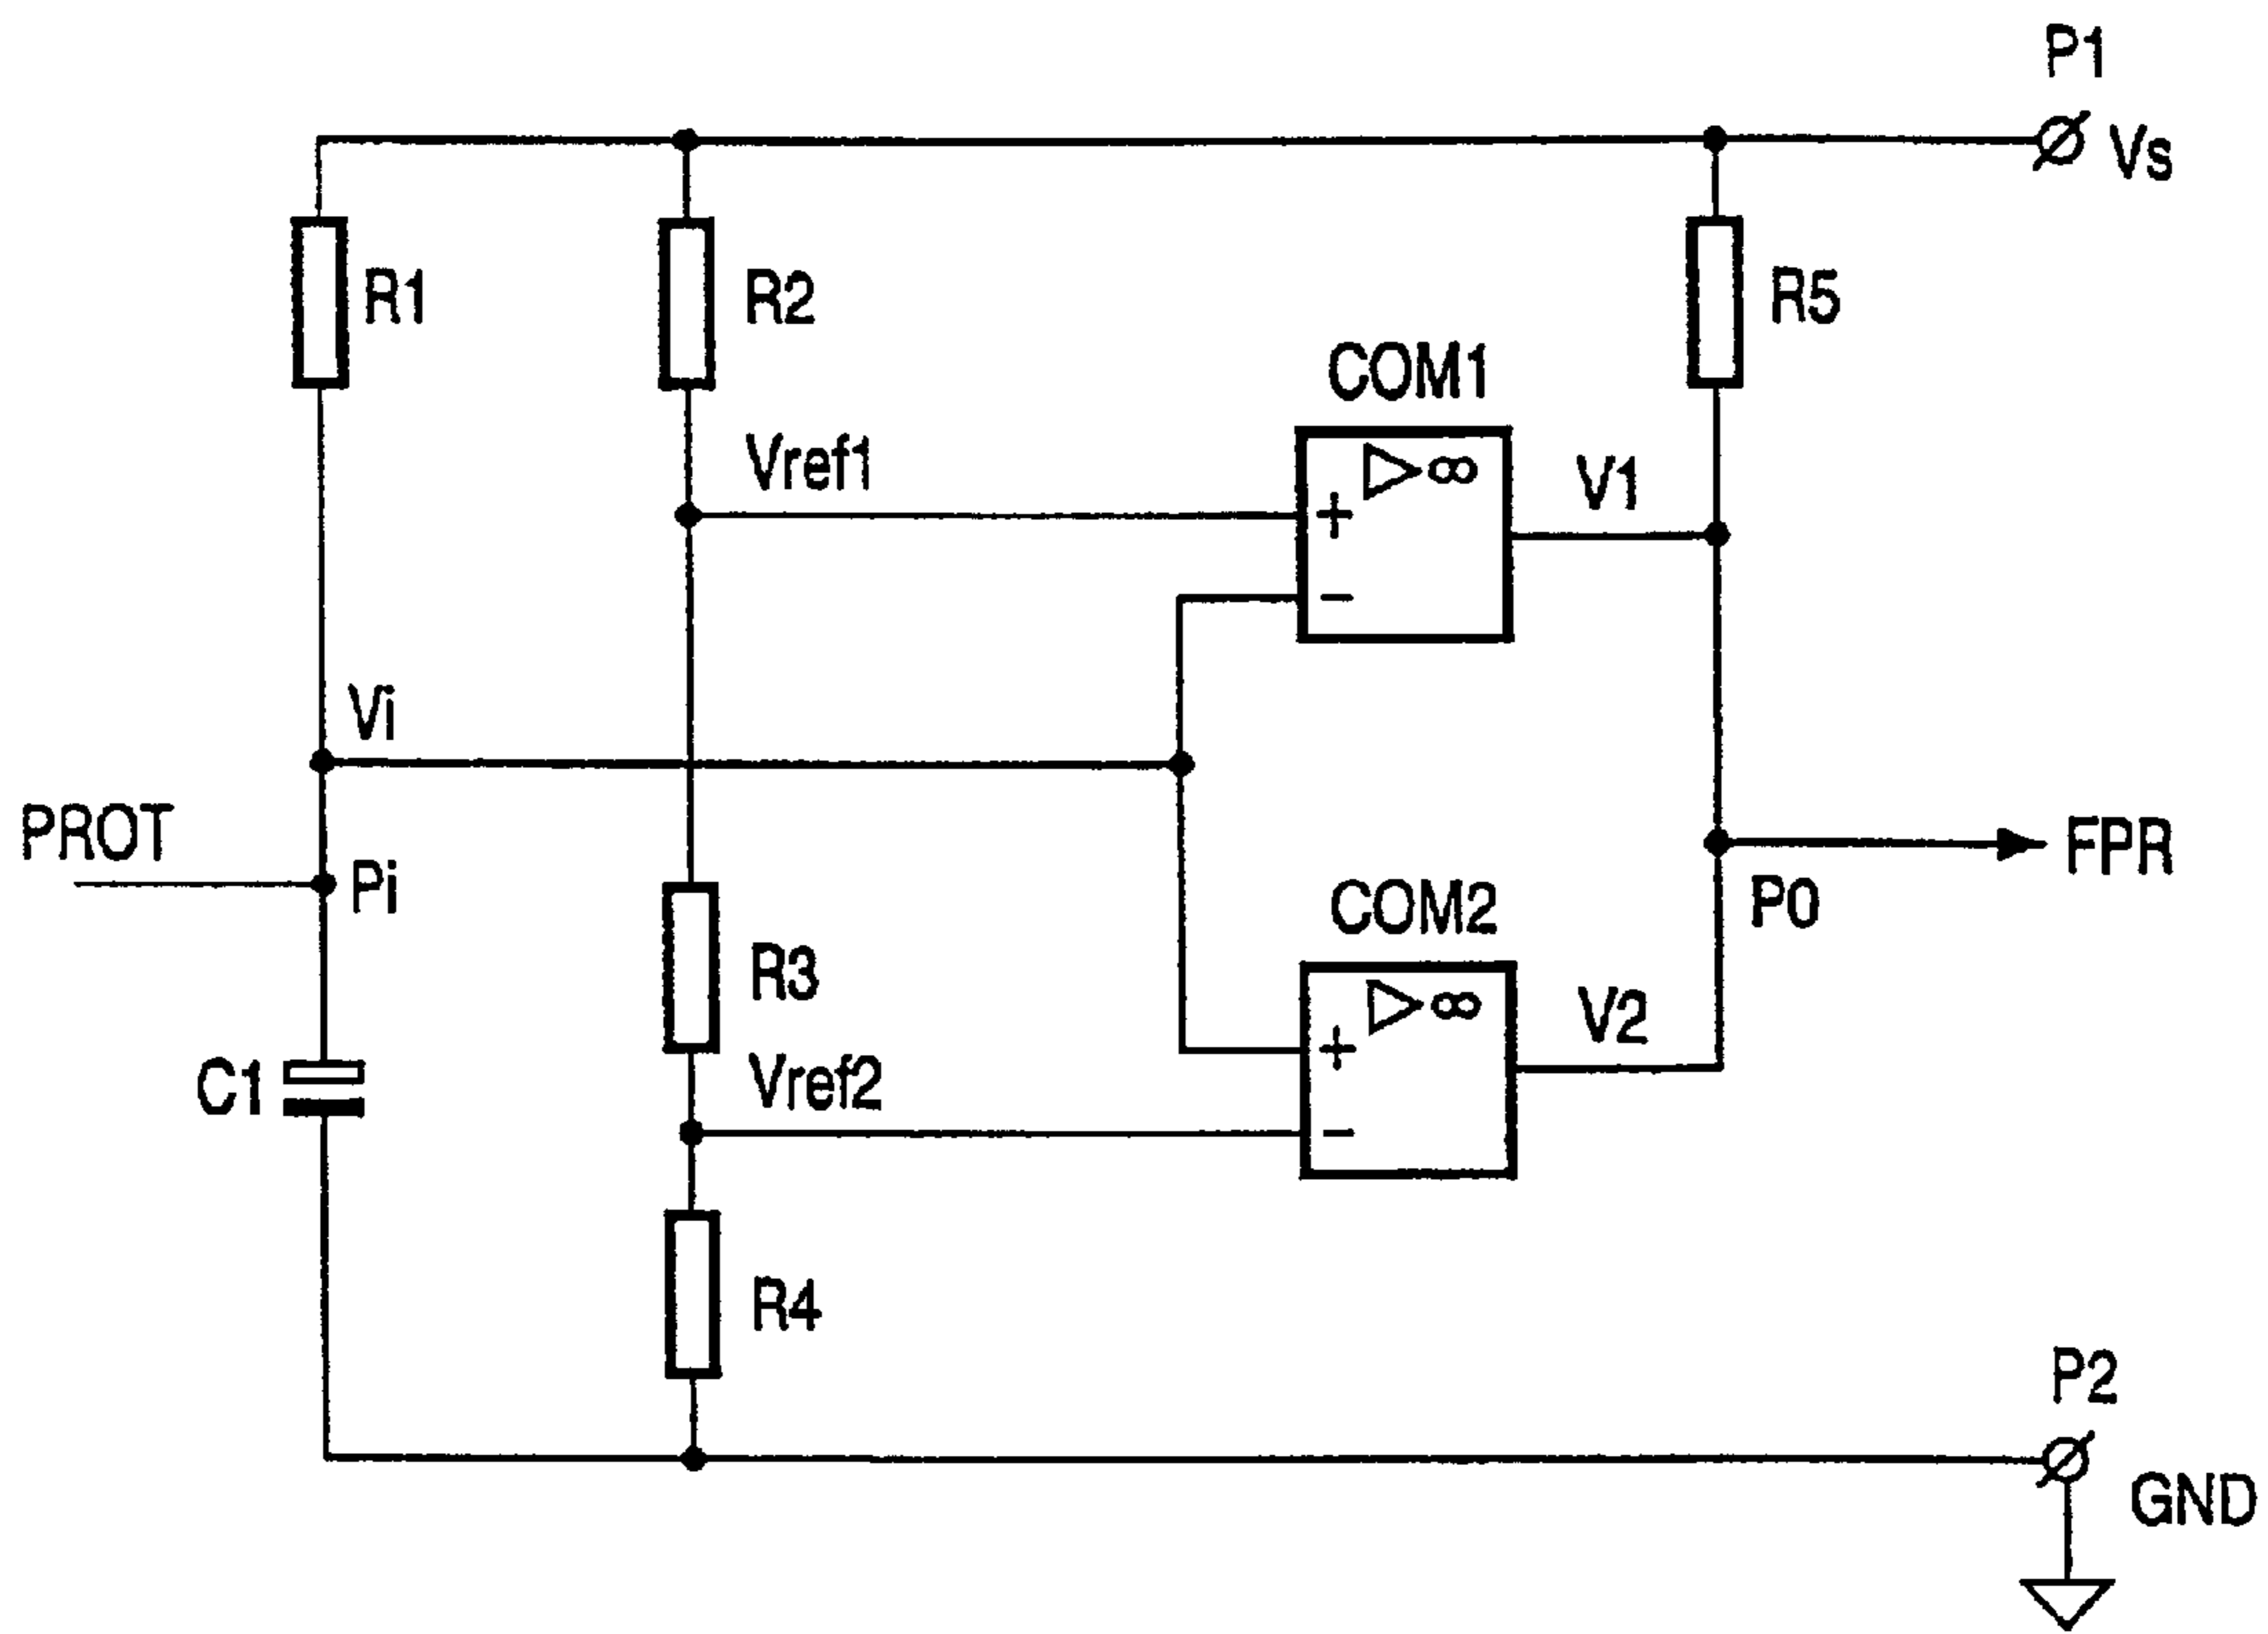 P1
Vs
R1
R2
R5
COM1
▷∞
Vref1
+
V1
−
Vi
PROT
Pi
FPR
P0
COM2
▷∞
R3
V2
+
Vref2
C1
−
R4
P2
GND